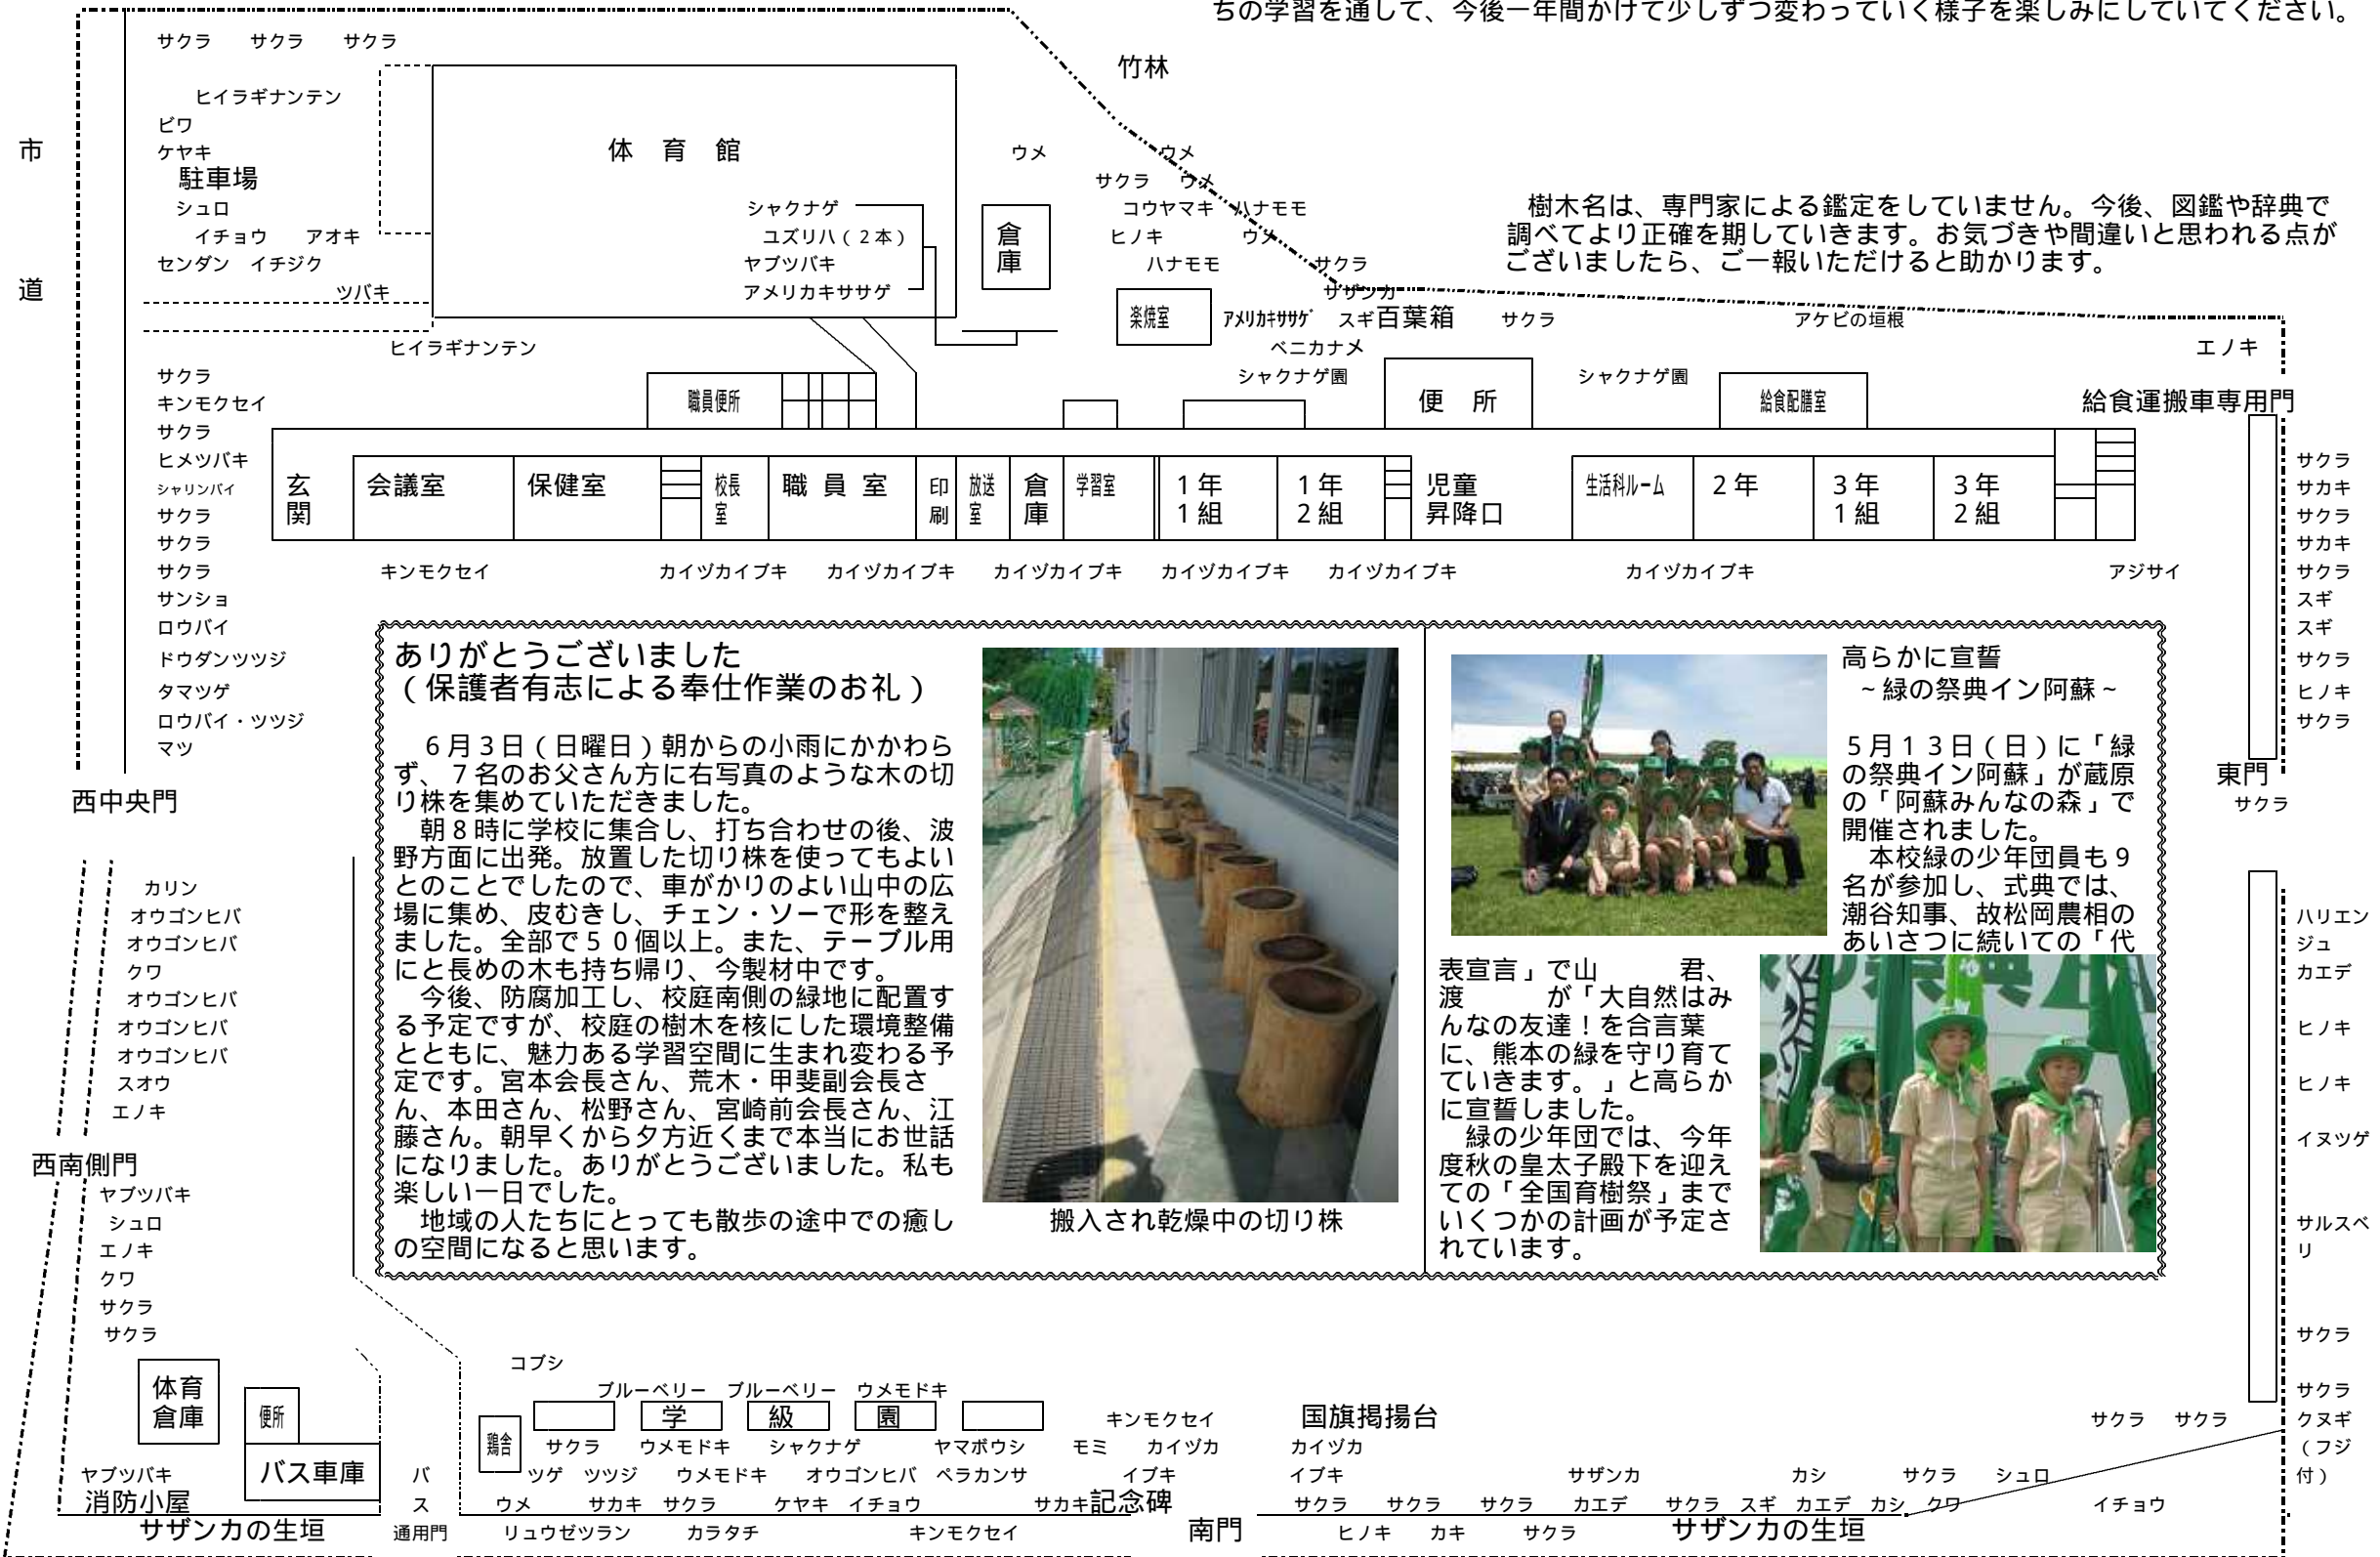 ちの学習を通して、今後一年間かけて少しずつ変わっていく様子を楽しみにしていてください。
サクラ　サクラ　サクラ
竹林
ヒイラギナンテン
ビワ
市
道
ケヤキ
駐車場
シュロ
イチョウ　アオキ
センダン　イチジク
ツバキ
体　育　館
シャクナゲ
ユズリハ（２本）
ヤブツバキ
アメリカキササゲ
倉
庫
ウメ　ウメ
サクラ　ウメ
コウヤマキ　ハナモモ
ヒノキ　ウメ
ハナモモ　サクラ
サザンカ
楽焼室
アメリカキササゲ　スギ百葉箱　サクラ　アケビの垣根
ベニカナメ
エノキ
樹木名は、専門家による鑑定をしていません。今後、図鑑や辞典で
調べてより正確を期していきます。お気づきや間違いと思われる点が
ございましたら、ご一報いただけると助かります。
ヒイラギナンテン
シャクナゲ園　シャクナゲ園
職員便所
便　所
給食配膳室
給食運搬車専用門
サクラ
キンモクセイ
サクラ
ヒメツバキ
シャリンバイ
サクラ
サクラ
サクラ
サンショ
ロウバイ
ドウダンツツジ
タマツゲ
ロウバイ・ツツジ
マツ
西中央門
玄
関
会議室
保健室
校長
室
職　員　室
印
刷
放送
室
倉
庫
学習室
１年
１組
１年
２組
児童
昇降口
生活科ルーム
２年
３年
１組
３年
２組
キンモクセイ　カイヅカイブキ　カイヅカイブキ　カイヅカイブキ　カイヅカイブキ　カイヅカイブキ　カイヅカイブキ　アジサイ
サクラ
サカキ
サクラ
サカキ
サクラ
スギ
スギ
サクラ
ヒノキ
サクラ
東門
サクラ
ありがとうございました
（保護者有志による奉仕作業のお礼）
６月３日（日曜日）朝からの小雨にかかわら
ず、７名のお父さん方に右写真のような木の切
り株を集めていただきました。
朝８時に学校に集合し、打ち合わせの後、波
野方面に出発。放置した切り株を使ってもよい
とのことでしたので、車がかりのよい山中の広
場に集め、皮むきし、チェン・ソーで形を整え
ました。全部で５０個以上。また、テーブル用
にと長めの木も持ち帰り、今製材中です。
今後、防腐加工し、校庭南側の緑地に配置す
る予定ですが、校庭の樹木を核にした環境整備
とともに、魅力ある学習空間に生まれ変わる予
定です。宮本会長さん、荒木・甲斐副会長さ
ん、本田さん、松野さん、宮崎前会長さん、江
藤さん。朝早くから夕方近くまで本当にお世話
になりました。ありがとうございました。私も
楽しい一日でした。
地域の人たちにとっても散歩の途中での癒し
の空間になると思います。
搬入され乾燥中の切り株
高らかに宣誓
～緑の祭典イン阿蘇～
５月１３日（日）に「緑
の祭典イン阿蘇」が蔵原
の「阿蘇みんなの森」で
開催されました。
本校緑の少年団員も９
名が参加し、式典では、
潮谷知事、故松岡農相の
あいさつに続いての「代
表宣言」で山　　　君、
渡　　　が「大自然はみ
んなの友達！を合言葉
に、熊本の緑を守り育て
ていきます。」と高らか
に宣誓しました。
緑の少年団では、今年
度秋の皇太子殿下を迎え
ての「全国育樹祭」まで
いくつかの計画が予定さ
れています。
の祭典
カリン
オウゴンヒバ
オウゴンヒバ
クワ
オウゴンヒバ
オウゴンヒバ
オウゴンヒバ
スオウ
エノキ
西南側門
ヤブツバキ
シュロ
エノキ
クワ
サクラ
サクラ
ハリエン
ジュ
カエデ
ヒノキ
ヒノキ
イヌツゲ
サルスベ
リ
サクラ
サクラ
クヌギ
（フジ
付）
体育
倉庫
便所
バス車庫
ヤブツバキ
消防小屋
サザンカの生垣
バ
ス
通用門
コブシ
ブルーベリー　ブルーベリー　ウメモドキ
鶏舎
学　級　園
キンモクセイ　国旗掲揚台　サクラ　サクラ
サクラ　ウメモドキ　シャクナゲ　ヤマボウシ　モミ　カイヅカ　カイヅカ
ツゲ　ツツジ　ウメモドキ　オウゴンヒバ　ペラカンサ　イブキ　イブキ　サザンカ　カシ　サクラ　シュロ
ウメ　サカキ　サクラ　ケヤキ　イチョウ　サカキ記念碑　サクラ　サクラ　サクラ　カエデ　サクラ　スギ　カエデ　カシ　クワ　イチョウ
リュウゼツラン　カラタチ　キンモクセイ　南門　ヒノキ　カキ　サクラ　サザンカの生垣